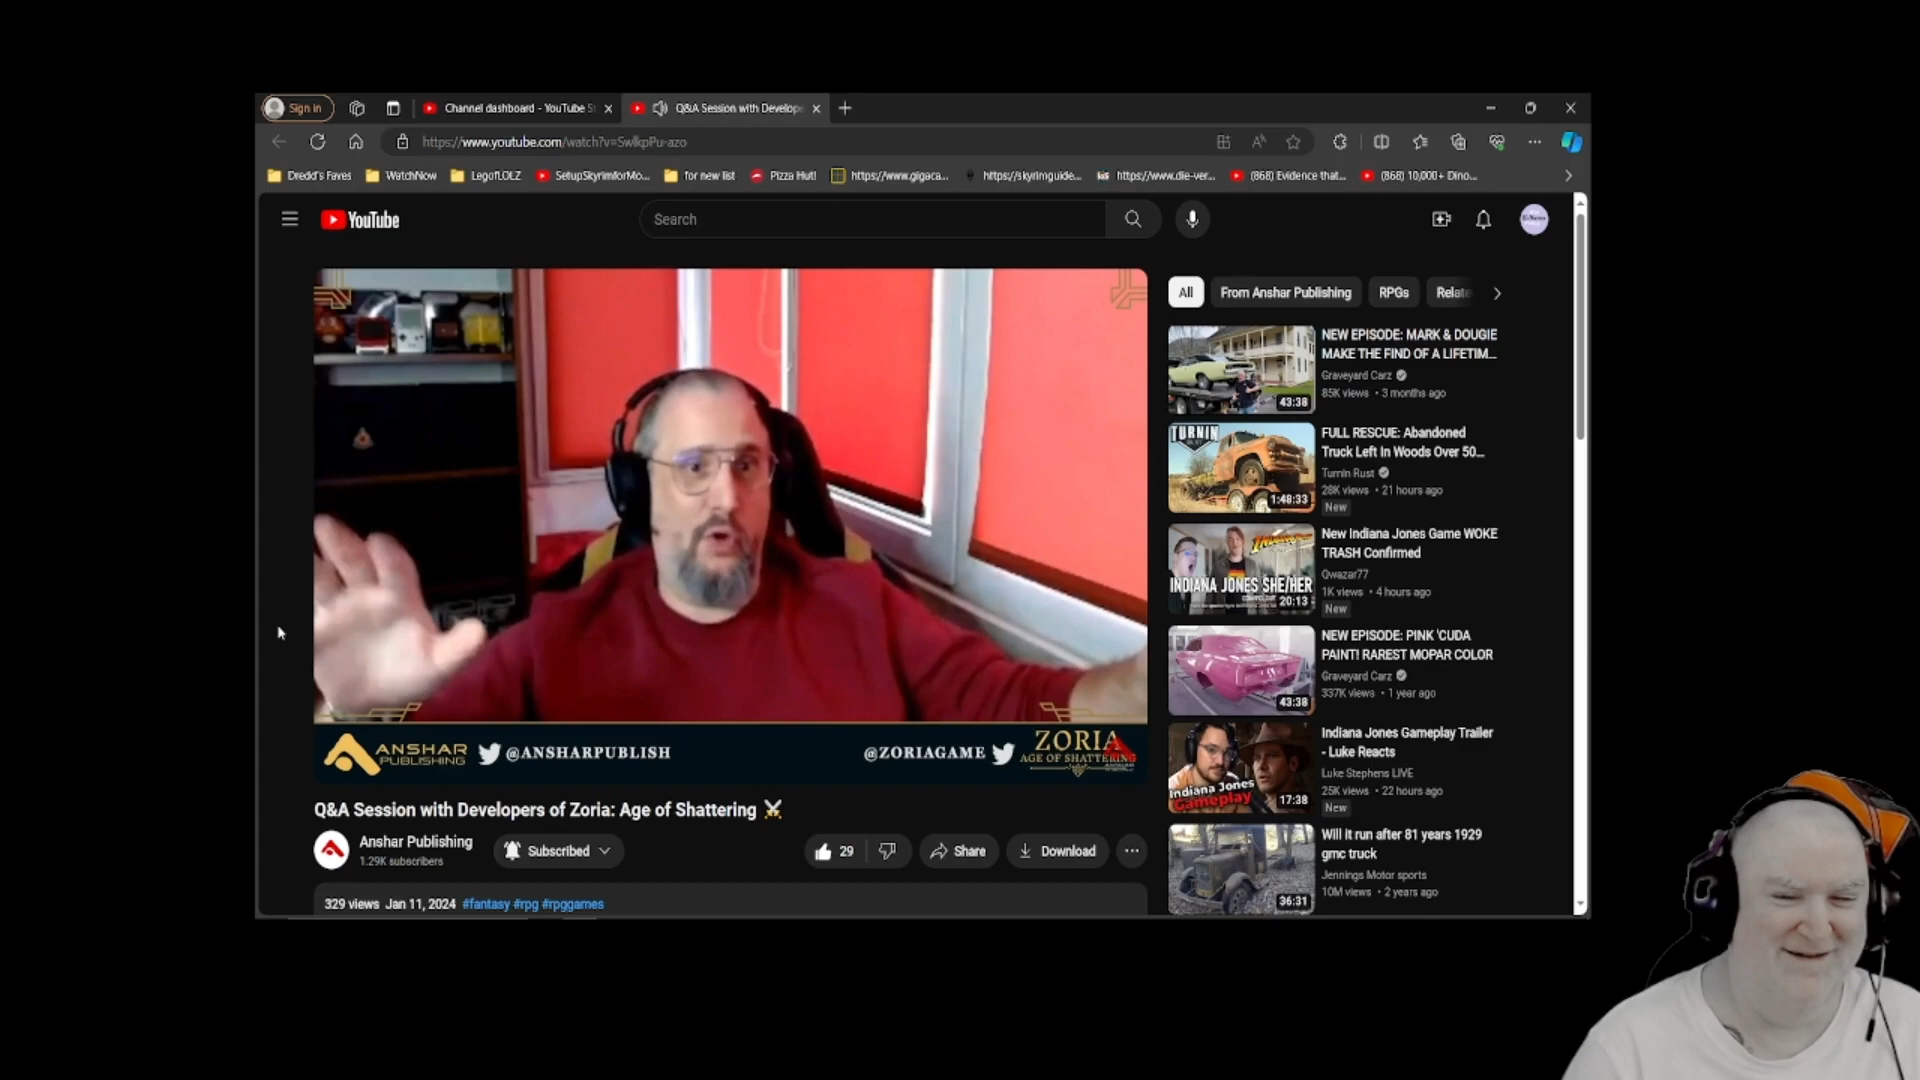 Sign in
Channel dashboard - YouTube S
Q&A Session with Develope
https://www.youtube.com/watch?v=SwlkpPu-azo
Dredd's Faves
WatchNow
LegofLOLZ
SetupSkyrimforMo...
for new list
Pizza Hut!
https://www.gigaca...
https://skyrimguide...
https://www.die-ver...
(868) Evidence that...
(868) 10,000+ Dino...
YouTube
Search
All
From Anshar Publishing
RPGs
Relate
ANSHAR
PUBLISHING
@ANSHARPUBLISH
@ZORIAGAME
ZORIA
AGE OF SHATTERING
Q&A Session with Developers of Zoria: Age of Shattering
Anshar Publishing
1.29K subscribers
Subscribed
29
Share
Download
329 views Jan 11, 2024 #fantasy #rpg #rpggames
43:38
NEW EPISODE: MARK & DOUGIE
MAKE THE FIND OF A LIFETIM...
Graveyard Carz
85K views • 3 months ago
TURNIN
1:48:33
FULL RESCUE: Abandoned
Truck Left In Woods Over 50...
Turnin Rust
28K views • 21 hours ago
New
INDIANA JONES SHE/HER
20:13
New Indiana Jones Game WOKE
TRASH Confirmed
Qwazar77
1K views • 4 hours ago
New
43:38
NEW EPISODE: PINK 'CUDA
PAINT! RAREST MOPAR COLOR
Graveyard Carz
337K views • 1 year ago
Indiana Jones
Gameplay
17:38
Indiana Jones Gameplay Trailer
- Luke Reacts
Luke Stephens LIVE
25K views • 22 hours ago
New
36:31
Will it run after 81 years 1929
gmc truck
Jennings Motor sports
10M views • 2 years ago